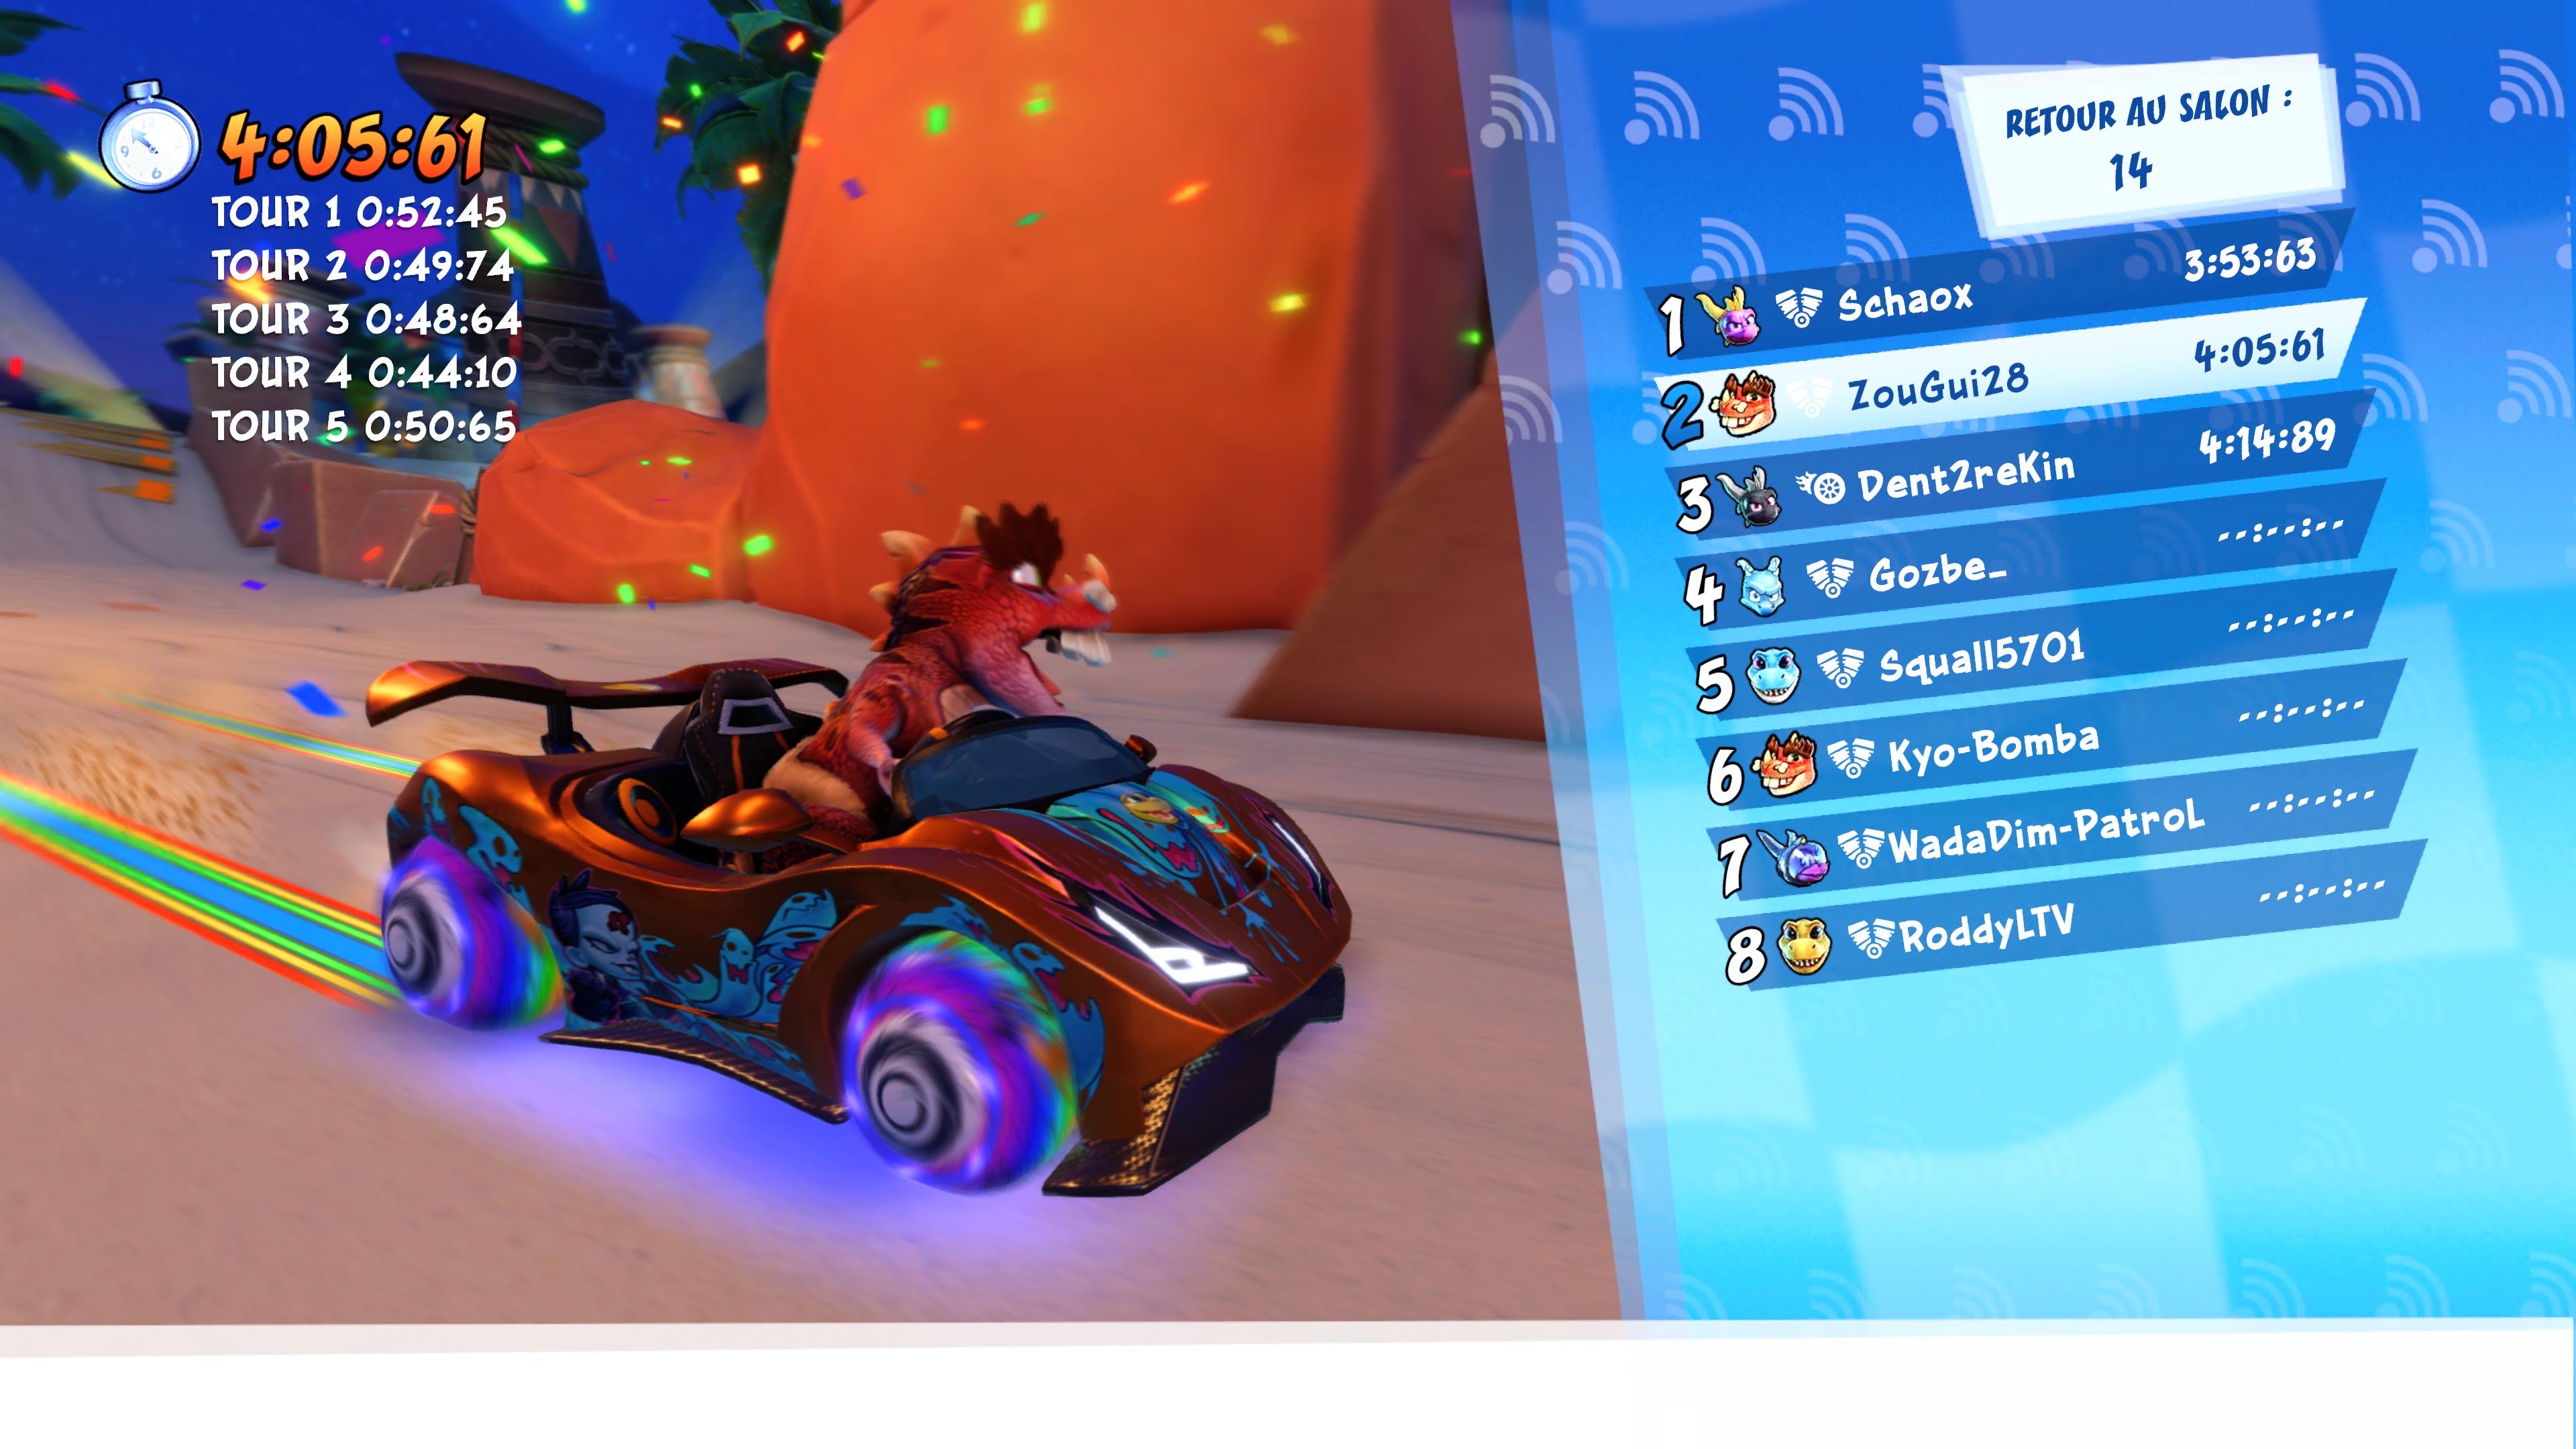 4:05:61
TOUR 1 0:52:45
TOUR 2 0:49:74
TOUR 3 0:48:64
TOUR 4 0:44:10
TOUR 5 0:50:65
RETOUR AU SALON :
14
1 Schaox 3:53:63
2 ZouGui28 4:05:61
3 Dent2reKin 4:14:89
4 Gozbe_ --:--:--
5 Squall5701 --:--:--
6 Kyo-Bomba --:--:--
7 WadaDim-PatroL --:--:--
8 RoddyLTV --:--:--